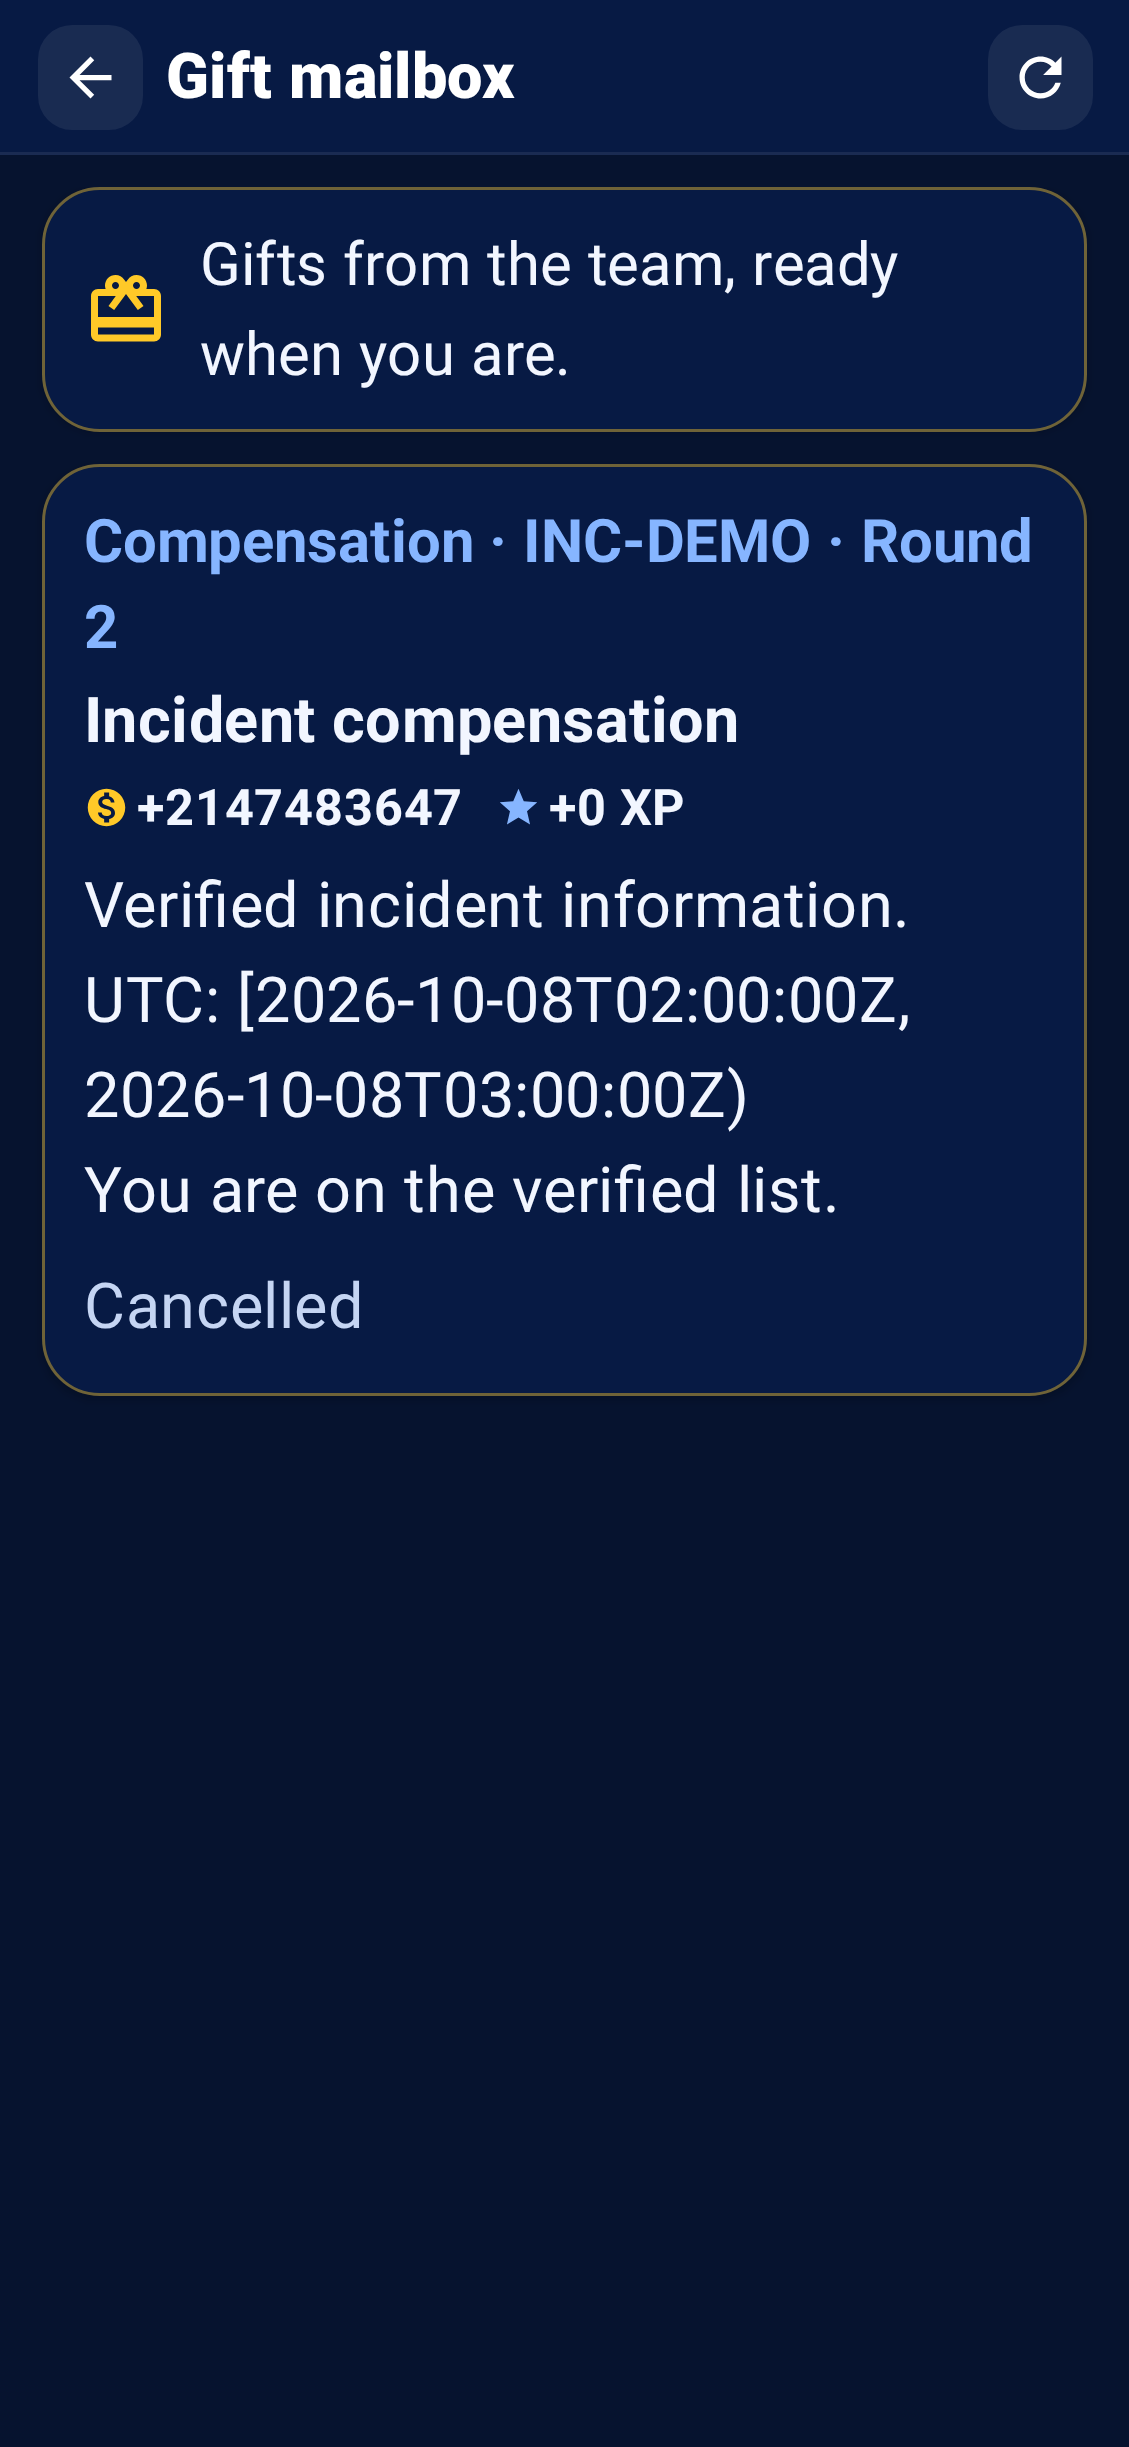 Gift mailbox
Gifts from the team, ready
when you are.
Compensation · INC-DEMO · Round
2
Incident compensation
+2147483647 +0 XP
Verified incident information.
UTC: [2026-10-08T02:00:00Z,
2026-10-08T03:00:00Z)
You are on the verified list.
Cancelled